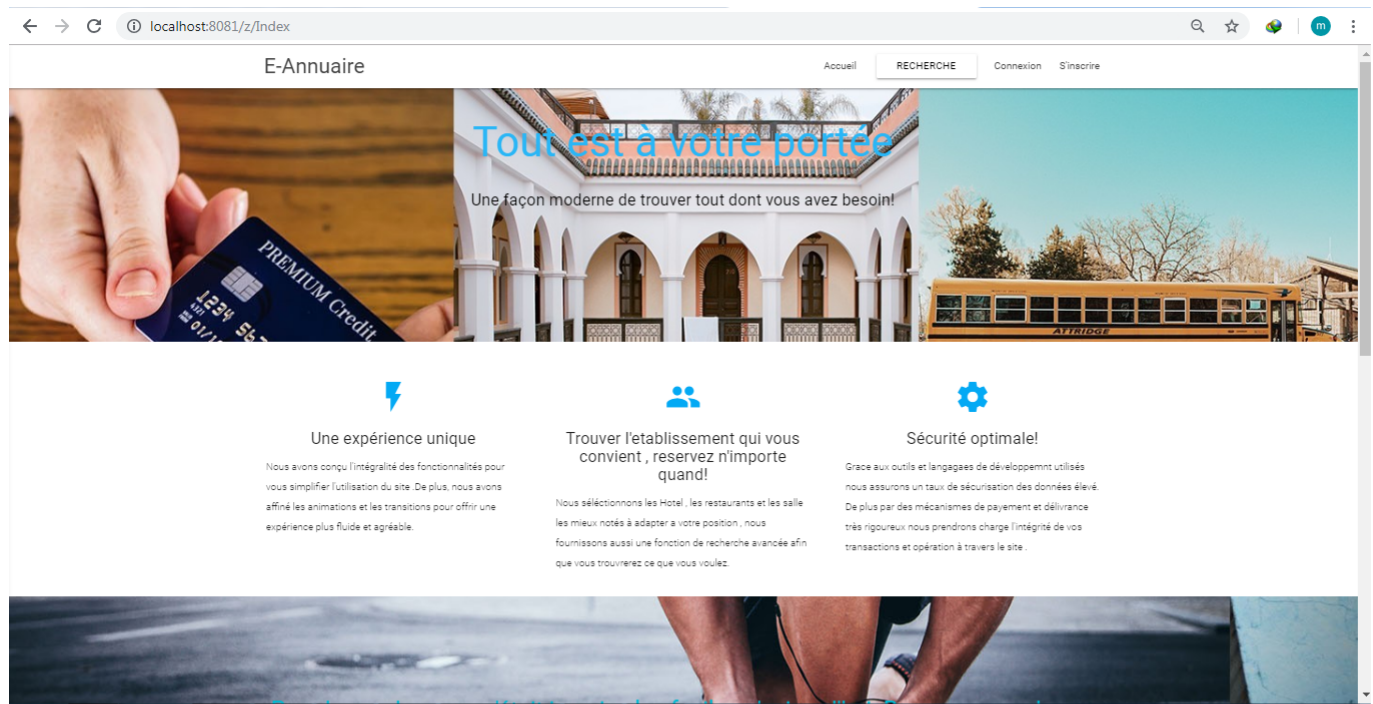 localhost:8081/z/Index
m
E-Annuaire
Accueil
RECHERCHE
Connexion
S'inscrire
Tout est à votre portée
Une façon moderne de trouver tout dont vous avez besoin!
PREMIUM Credit
1234 56
4321
01/1
ATTRIDGE
Une expérience unique
Nous avons conçu l'intégralité des fonctionnalités pour
vous simplifier l'utilisation du site .De plus, nous avons
affiné les animations et les transitions pour offrir une
expérience plus fluide et agréable.
Trouver l'etablissement qui vous
convient , reservez n'importe
quand!
Nous séléctionnons les Hotel , les restaurants et les salle
les mieux notés à adapter a votre position , nous
fournissons aussi une fonction de recherche avancée afin
que vous trouvrerez ce que vous voulez.
Sécurité optimale!
Grace aux outils et langagaes de développemnt utilisés
nous assurons un taux de sécurisation des données élevé.
De plus par des mécanismes de payement et délivrance
très rigoureux nous prendrons charge l'intégrité de vos
transactions et opération à travers le site .